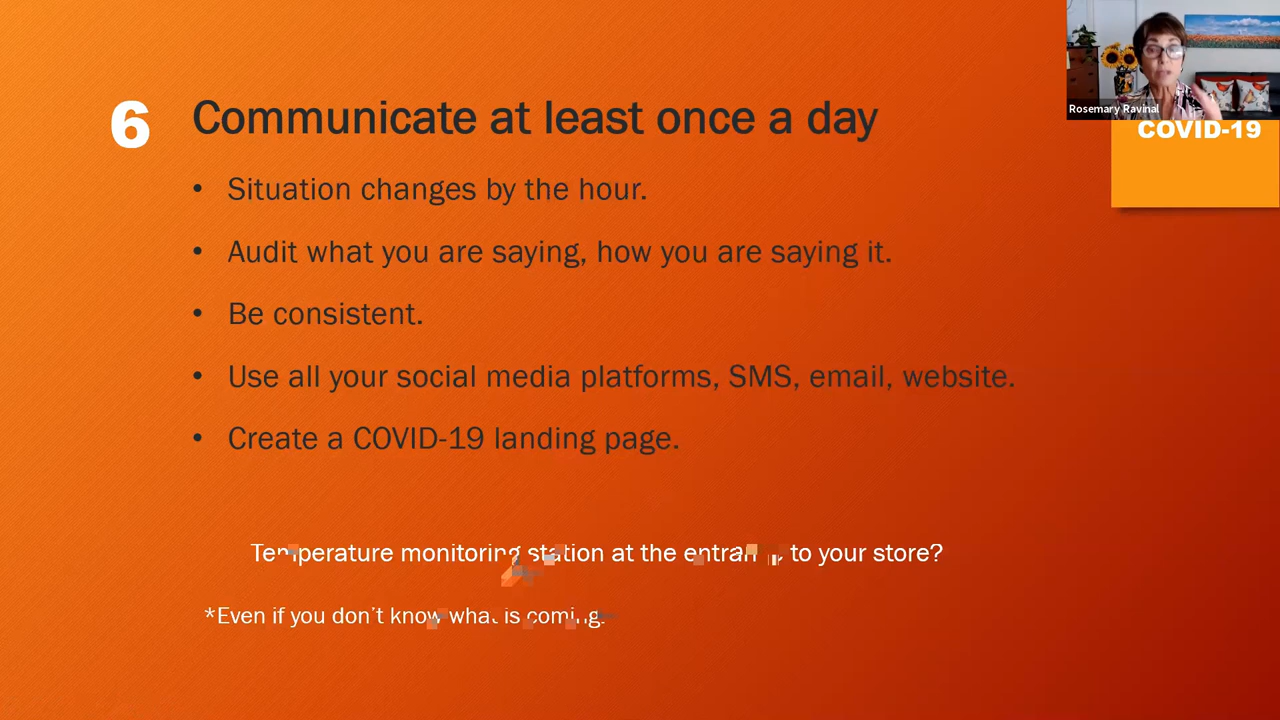 6 Communicate at least once a day
• Situation changes by the hour.
• Audit what you are saying, how you are saying it.
• Be consistent.
• Use all your social media platforms, SMS, email, website.
• Create a COVID-19 landing page.
Temperature monitoring station at the to your store?
*Even if you don't know what is coming.
Rosemary Ravinal
COVID-19